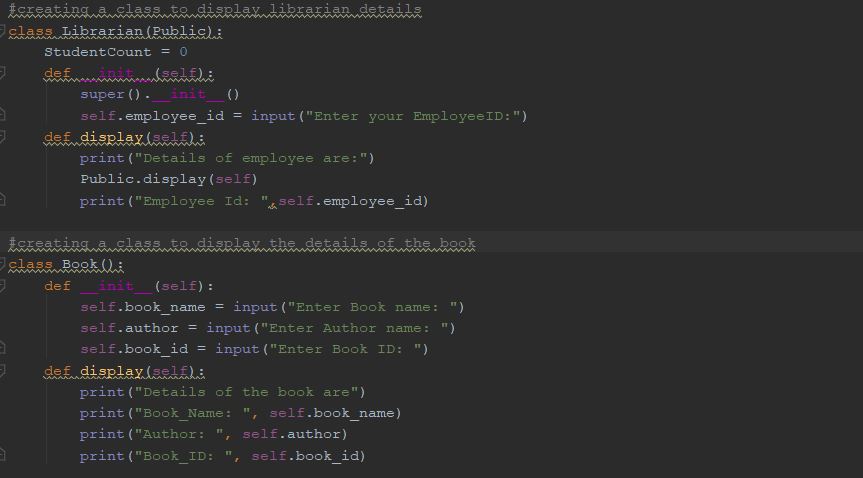 #creating a class to display librarian details
class Librarian(Public):
    StudentCount = 0
    def __init__(self):
        super().__init__()
        self.employee_id = input("Enter your EmployeeID:")
    def display(self):
        print("Details of employee are:")
        Public.display(self)
        print("Employee Id: ",self.employee_id)
#creating a class to display the details of the book
class Book():
    def __init__(self):
        self.book_name = input("Enter Book name: ")
        self.author = input("Enter Author name: ")
        self.book_id = input("Enter Book ID: ")
    def display(self):
        print("Details of the book are")
        print("Book_Name: ", self.book_name)
        print("Author: ", self.author)
        print("Book_ID: ", self.book_id)